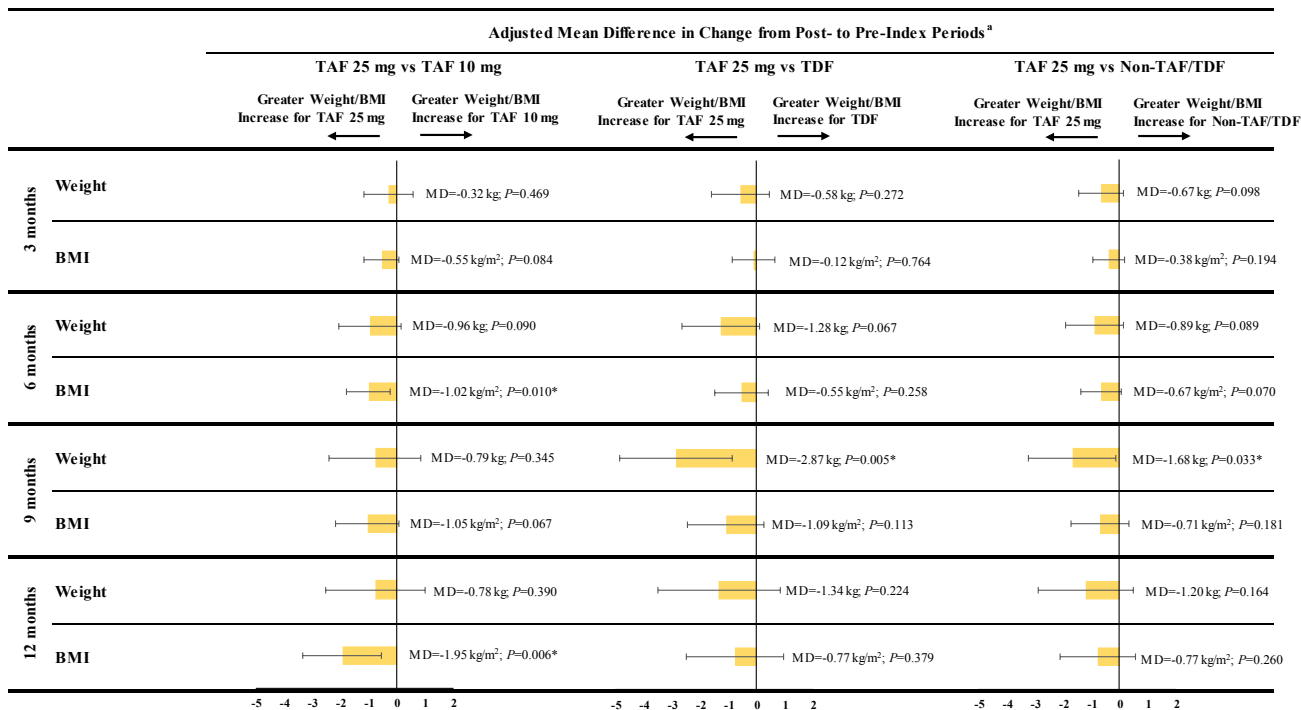 Adjusted Mean Difference in Change from Post- to Pre-Index Periodsª
TAF 25 mg vs TAF 10 mg
TAF 25 mg vs TDF
TAF 25 mg vs Non-TAF/TDF
Greater Weight/BMI
Increase for TAF 25 mg
Greater Weight/BMI
Increase for TAF 10 mg
Greater Weight/BMI
Increase for TAF 25 mg
Greater Weight/BMI
Increase for TDF
Greater Weight/BMI
Increase for TAF 25 mg
Greater Weight/BMI
Increase for Non-TAF/TDF
3 months
Weight
MD=-0.32 kg; P=0.469
MD=-0.58 kg; P=0.272
MD=-0.67 kg; P=0.098
BMI
MD=-0.55 kg/m²; P=0.084
MD=-0.12 kg/m²; P=0.764
MD=-0.38 kg/m²; P=0.194
6 months
Weight
MD=-0.96 kg; P=0.090
MD=-1.28 kg; P=0.067
MD=-0.89 kg; P=0.089
BMI
MD=-1.02 kg/m²; P=0.010*
MD=-0.55 kg/m²; P=0.258
MD=-0.67 kg/m²; P=0.070
9 months
Weight
MD=-0.79 kg; P=0.345
MD=-2.87 kg; P=0.005*
MD=-1.68 kg; P=0.033*
BMI
MD=-1.05 kg/m²; P=0.067
MD=-1.09 kg/m²; P=0.113
MD=-0.71 kg/m²; P=0.181
12 months
Weight
MD=-0.78 kg; P=0.390
MD=-1.34 kg; P=0.224
MD=-1.20 kg; P=0.164
BMI
MD=-1.95 kg/m²; P=0.006*
MD=-0.77 kg/m²; P=0.379
MD=-0.77 kg/m²; P=0.260
-5 -4 -3 -2 -1 0 1 2
-5 -4 -3 -2 -1 0 1 2
-5 -4 -3 -2 -1 0 1 2